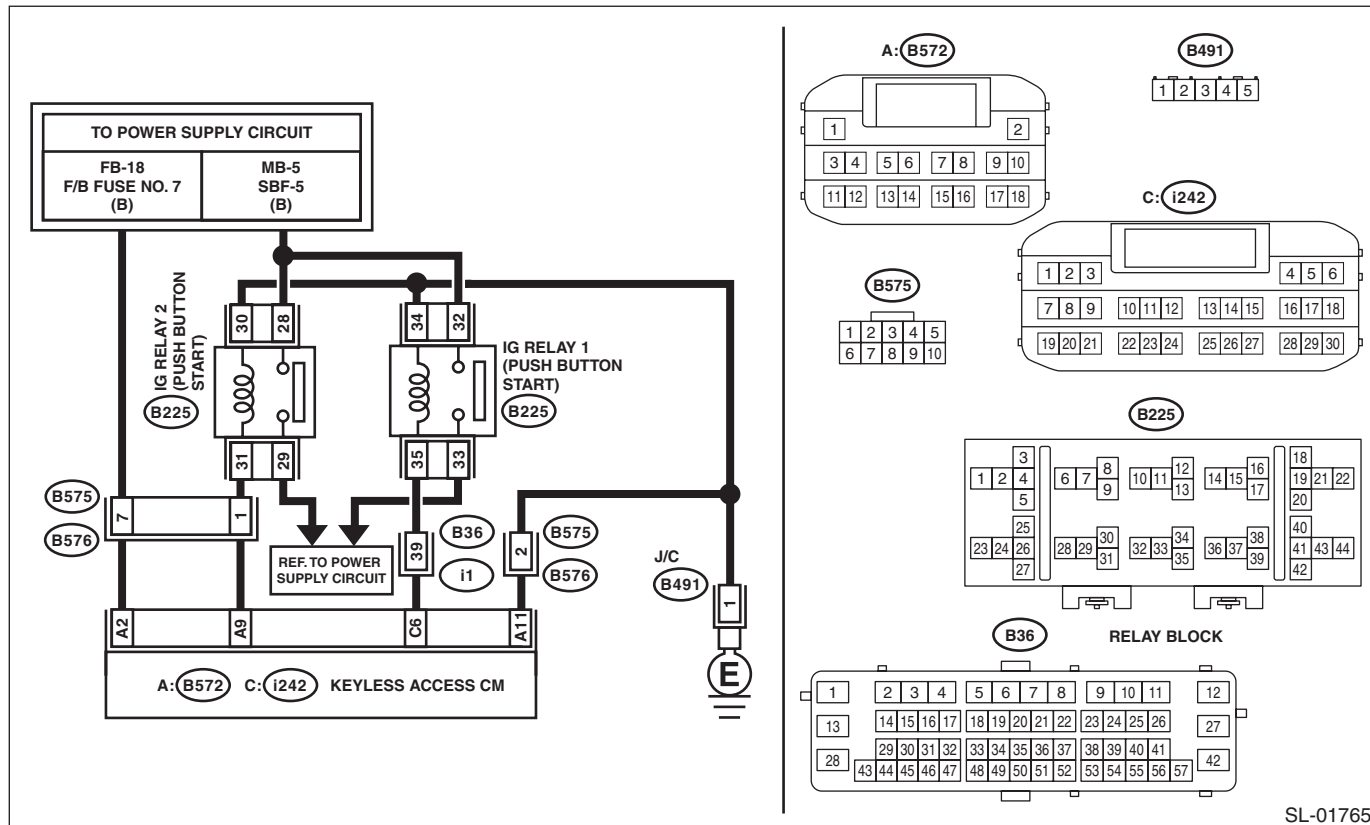 TO POWER SUPPLY CIRCUIT
FB-18
F/B FUSE NO. 7
(B)
MB-5
SBF-5
(B)
IG RELAY 2
(PUSH BUTTON
START)
B225
30 28
31 29
34 32
35 33
IG RELAY 1
(PUSH BUTTON
START)
B225
B575
B576
7 1
REF. TO POWER
SUPPLY CIRCUIT
39
B36
i1
2
B575
B576
J/C
B491
1
E
A2 A9 C6 A11
A: B572 C: i242 KEYLESS ACCESS CM
A: B572
1 2
3 4 5 6 7 8 9 10
11 12 13 14 15 16 17 18
B491
1 2 3 4 5
C: i242
1 2 3 4 5 6
7 8 9 10 11 12 13 14 15 16 17 18
19 20 21 22 23 24 25 26 27 28 29 30
B575
1 2 3 4 5
6 7 8 9 10
B225
3 8 12 16 18
1 2 4 6 7 10 11 14 15 19 21 22
5 9 13 17 20
25 30 34 38 40
23 24 26 28 29 32 33 36 37 41 43 44
27 31 35 39 42
RELAY BLOCK
B36
1 2 3 4 5 6 7 8 9 10 11 12
13 14 15 16 17 18 19 20 21 22 23 24 25 26 27
28 29 30 31 32 33 34 35 36 37 38 39 40 41 42
43 44 45 46 47 48 49 50 51 52 53 54 55 56 57
SL-01765